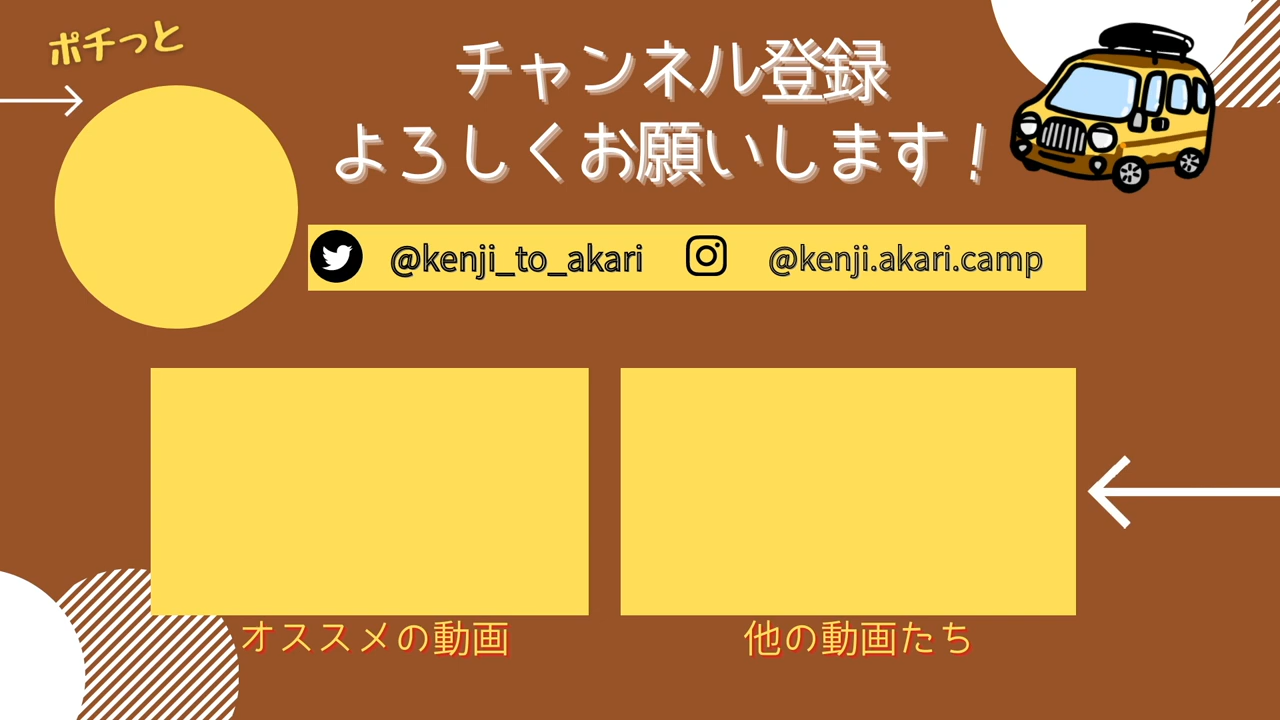 ポチっと
チャンネル登録
よろしくお願いします！
@kenji_to_akari @kenji.akari.camp
オススメの動画 他の動画たち